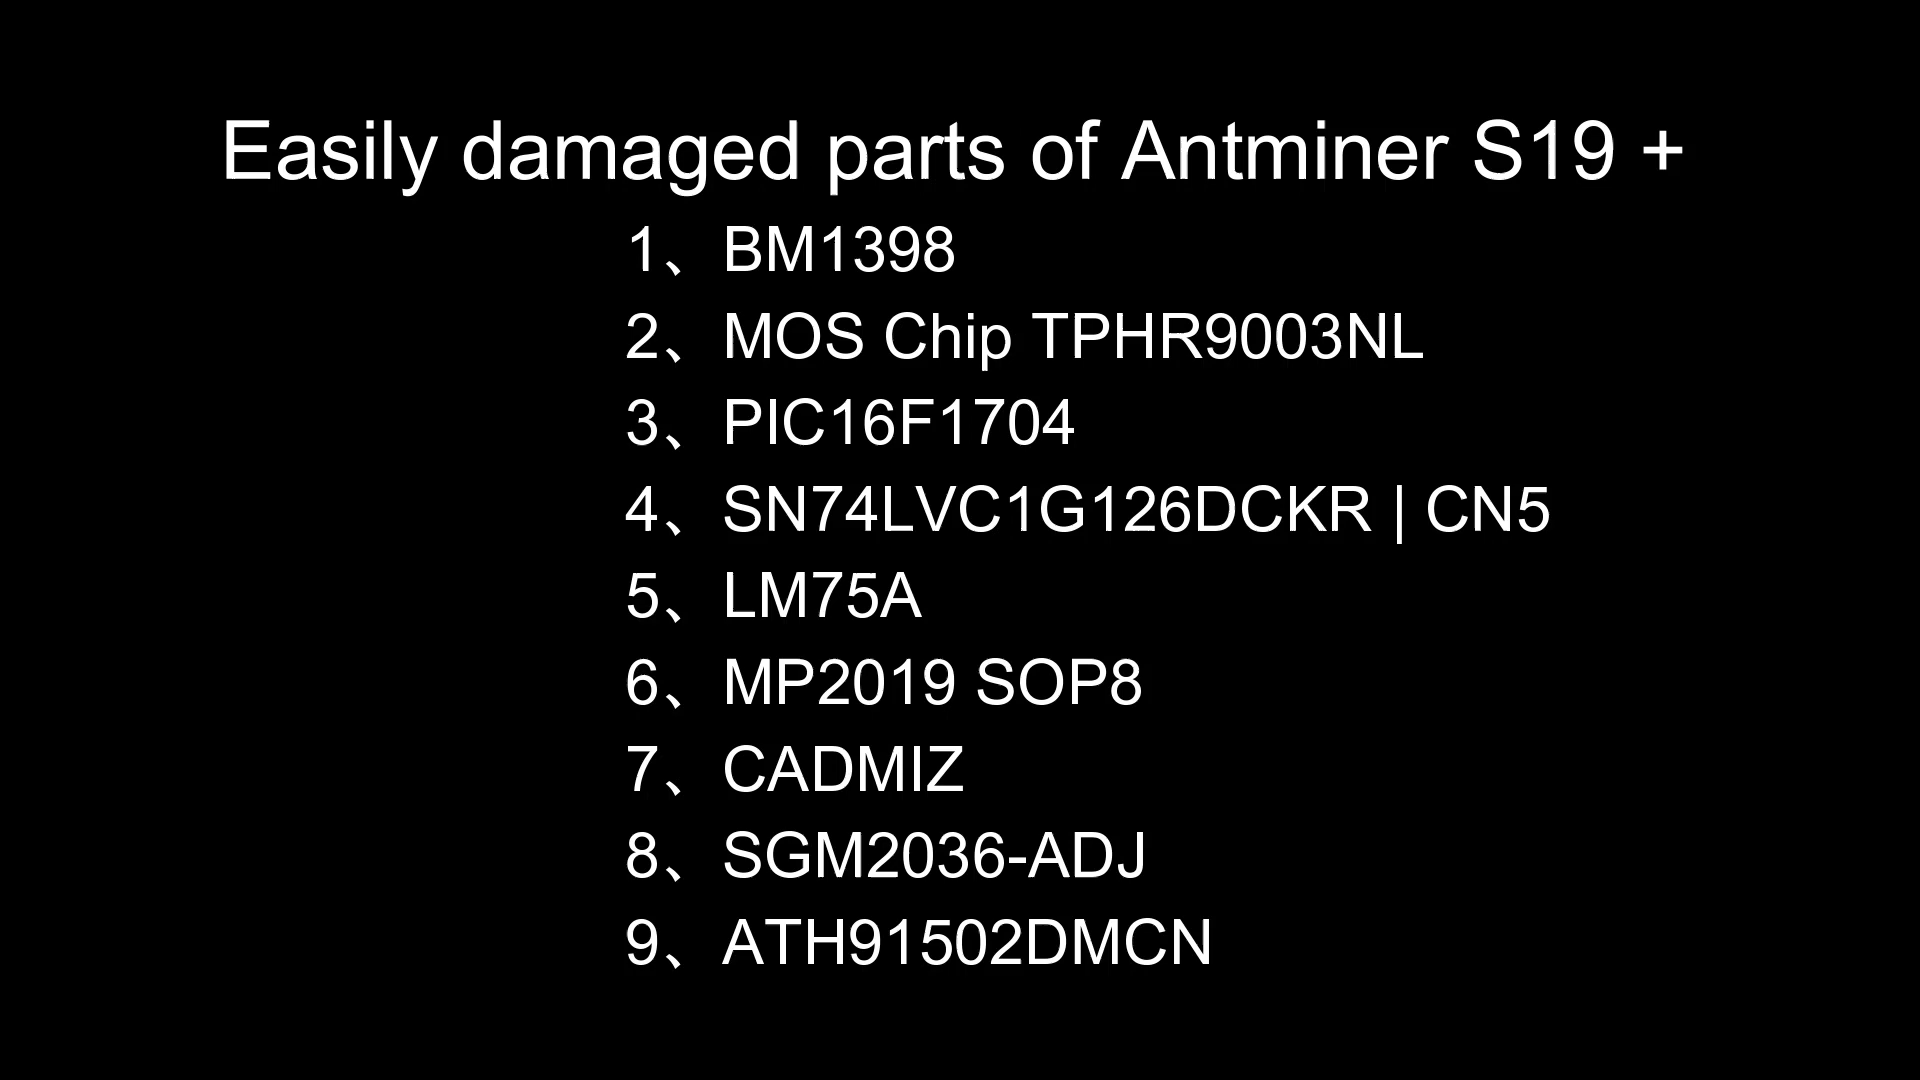 Easily damaged parts of Antminer S19 +
1、BM1398
2、MOS Chip TPHR9003NL
3、PIC16F1704
4、SN74LVC1G126DCKR | CN5
5、LM75A
6、MP2019 SOP8
7、CADMIZ
8、SGM2036-ADJ
9、ATH91502DMCN